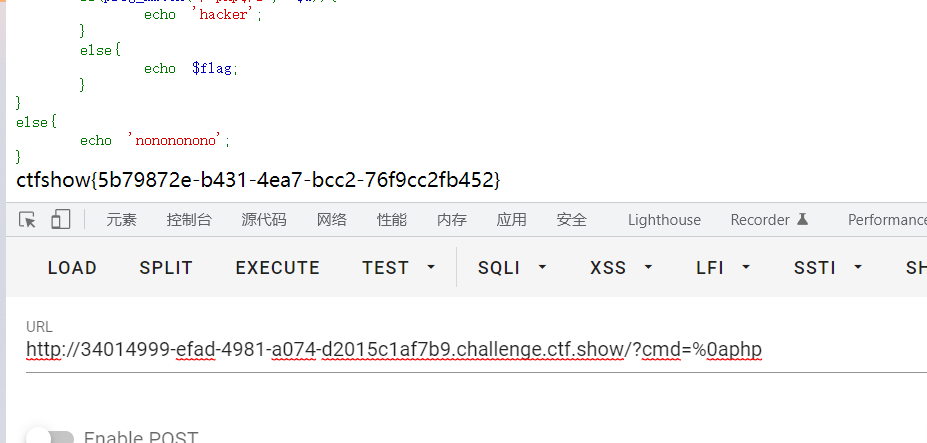 echo 'hacker';
}
else{
echo $flag;
}
}
else{
echo 'nonononono';
}
ctfshow{5b79872e-b431-4ea7-bcc2-76f9cc2fb452}
元素 控制台 源代码 网络 性能 内存 应用 安全 Lighthouse Recorder Performance
LOAD SPLIT EXECUTE TEST SQLI XSS LFI SSTI SH
URL
http://34014999-efad-4981-a074-d2015c1af7b9.challenge.ctf.show/?cmd=%0aphp
Enable POST